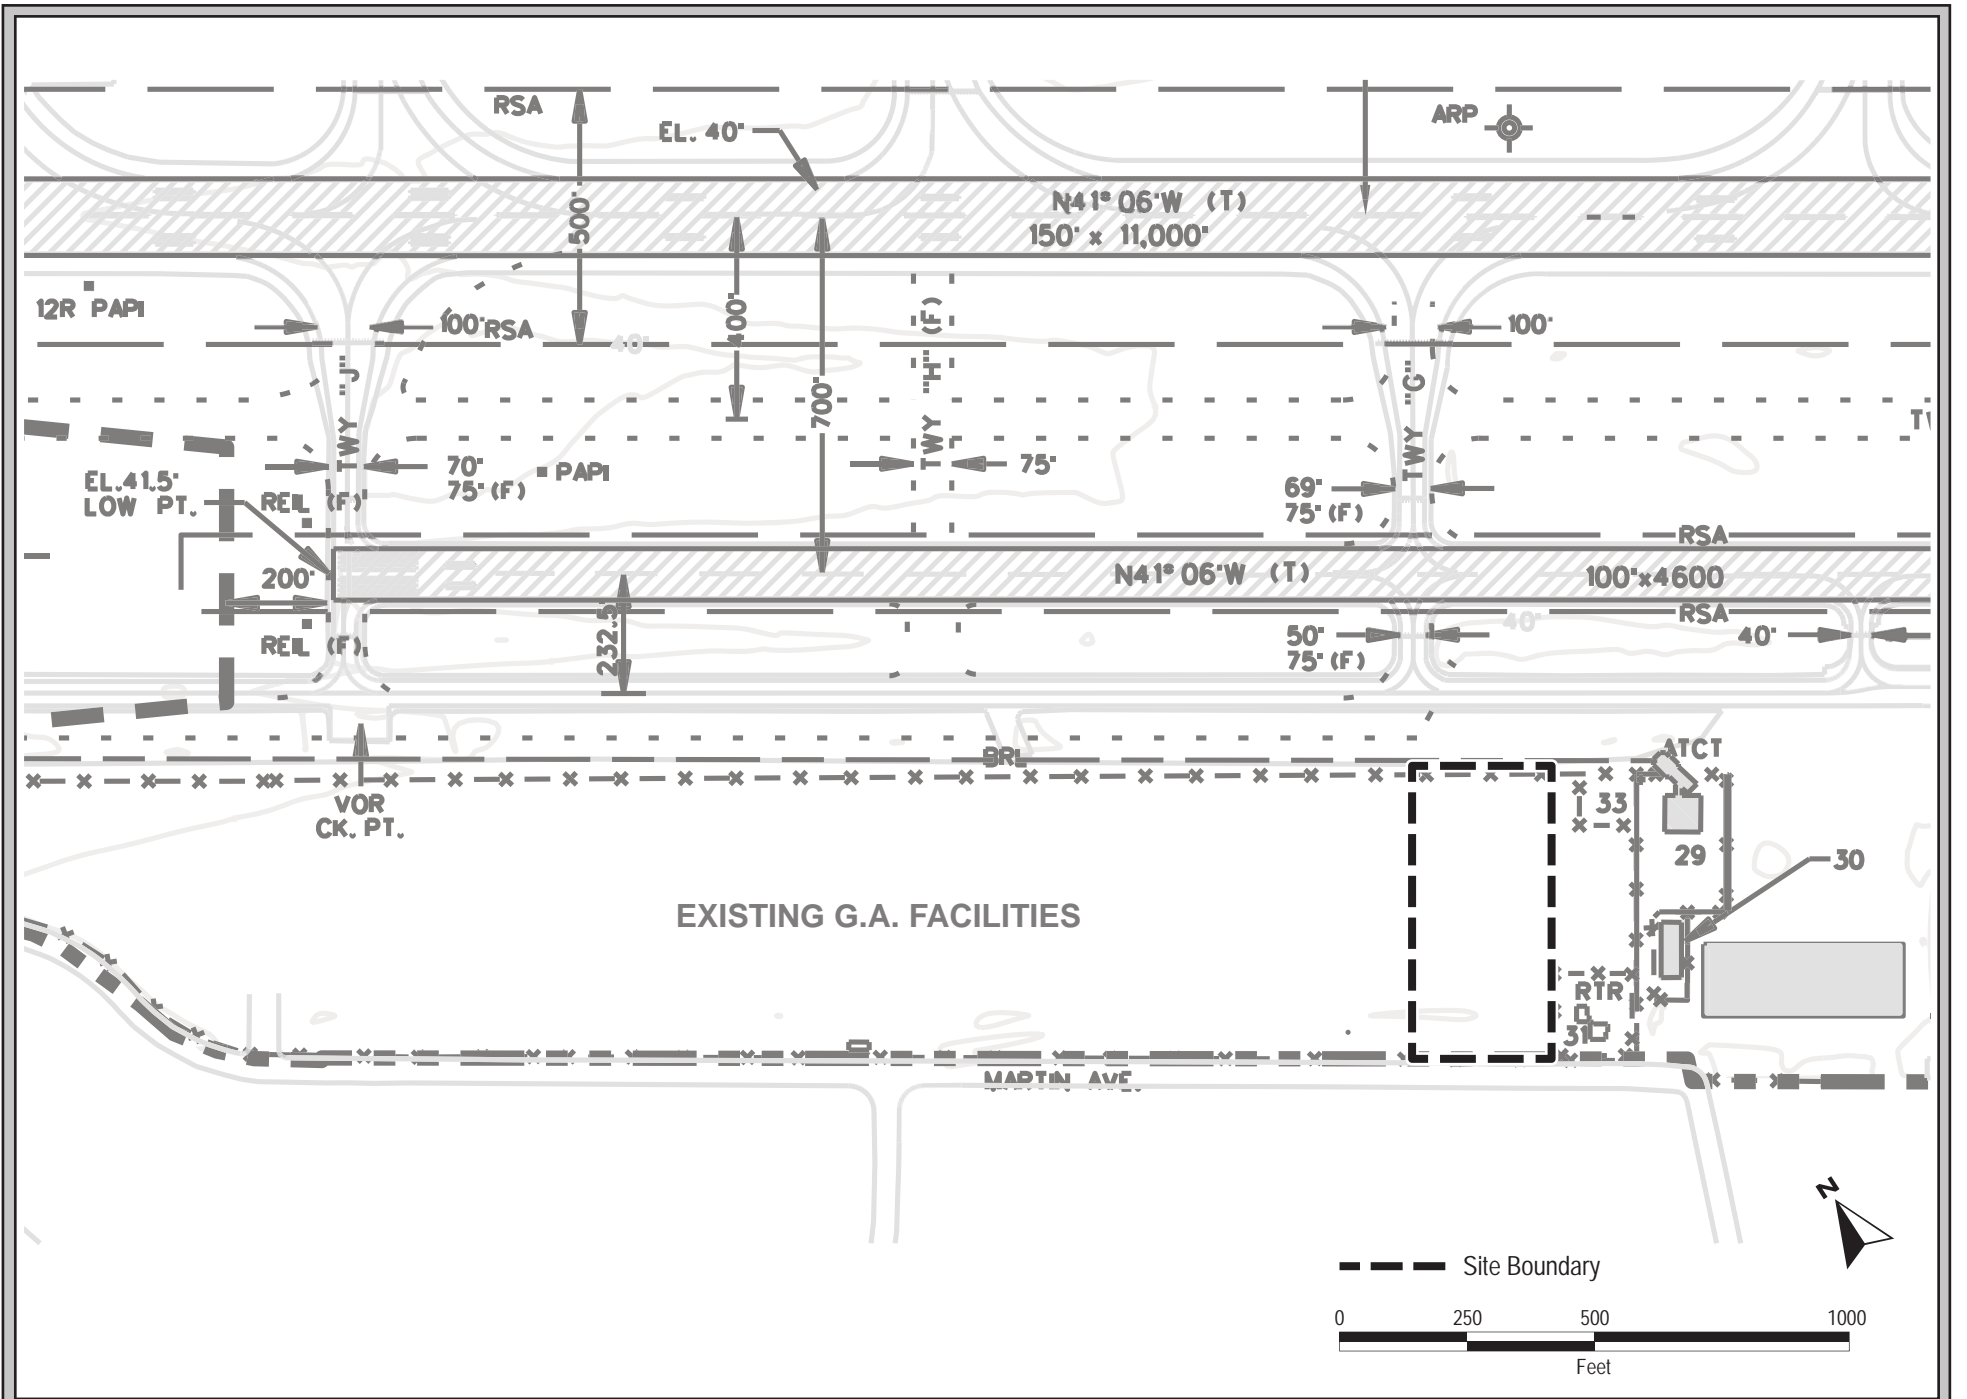 RSA
EL. 40'
ARP
500'
N41° 06'W (T)
150' x 11,000'
12R PAPI
100'
RSA
40'
400'
700'
TWY "J"
TWY "H" (F)
TWY "G"
100'
EL.41.5'
LOW PT.
REIL (F)
70'
75' (F)
PAPI
75'
69'
75' (F)
RSA
200'
N41° 06'W (T)
100'x4600
RSA
REIL (F)
232.5'
50'
75' (F)
40'
40'
BRL
ATCT
VOR
CK. PT.
33
29
30
EXISTING G.A. FACILITIES
RTR
31
MARTIN AVE.
N
Site Boundary
0 250 500 1000
Feet